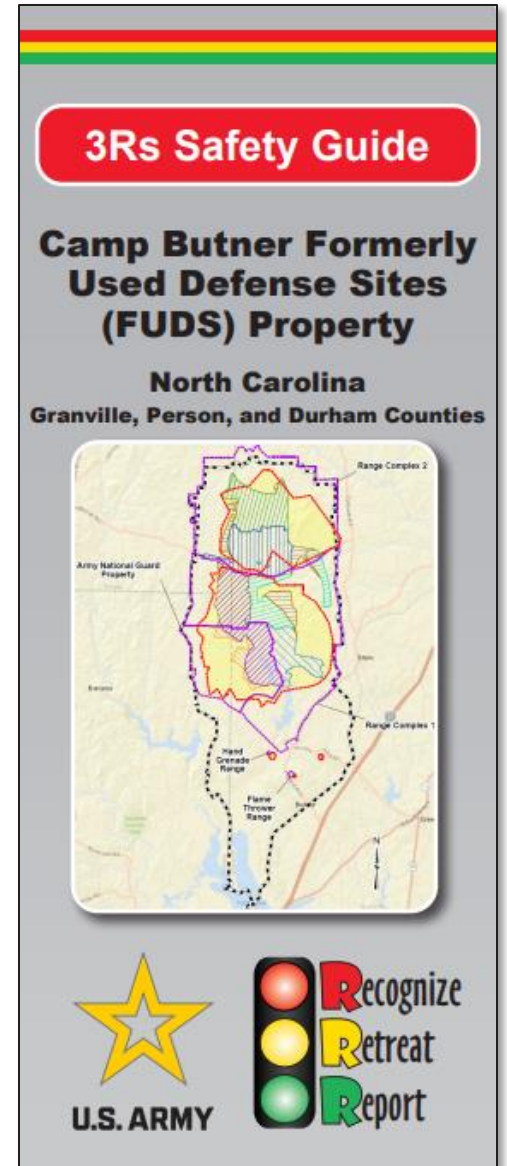 3Rs Safety Guide
Camp Butner Formerly
Used Defense Sites
(FUDS) Property
North Carolina
Granville, Person, and Durham Counties
Range Complex 2
Army National Guard
Property
Range Complex 1
Hand
Grenade
Range
Flame
Thrower
Range
N
U.S. ARMY
Recognize
Retreat
Report